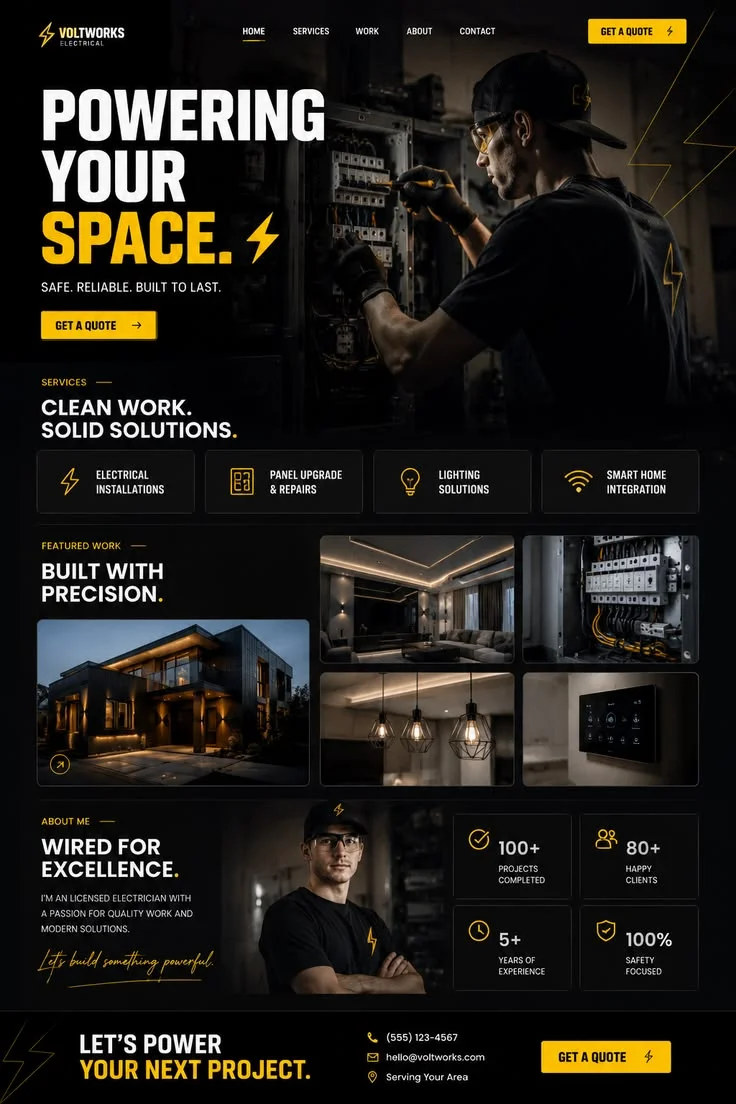 VOLTWORKS
ELECTRICAL
HOME
SERVICES
WORK
ABOUT
CONTACT
GET A QUOTE
POWERING
YOUR
SPACE.
SAFE. RELIABLE. BUILT TO LAST.
GET A QUOTE →
SERVICES
CLEAN WORK.
SOLID SOLUTIONS.
ELECTRICAL
INSTALLATIONS
PANEL UPGRADE
& REPAIRS
LIGHTING
SOLUTIONS
SMART HOME
INTEGRATION
FEATURED WORK
BUILT WITH
PRECISION.
ABOUT ME
WIRED FOR
EXCELLENCE.
I'M AN LICENSED ELECTRICIAN WITH
A PASSION FOR QUALITY WORK AND
MODERN SOLUTIONS.
Let's build something powerful.
100+
PROJECTS
COMPLETED
80+
HAPPY
CLIENTS
5+
YEARS OF
EXPERIENCE
100%
SAFETY
FOCUSED
LET'S POWER
YOUR NEXT PROJECT.
(555) 123-4567
hello@voltworks.com
Serving Your Area
GET A QUOTE